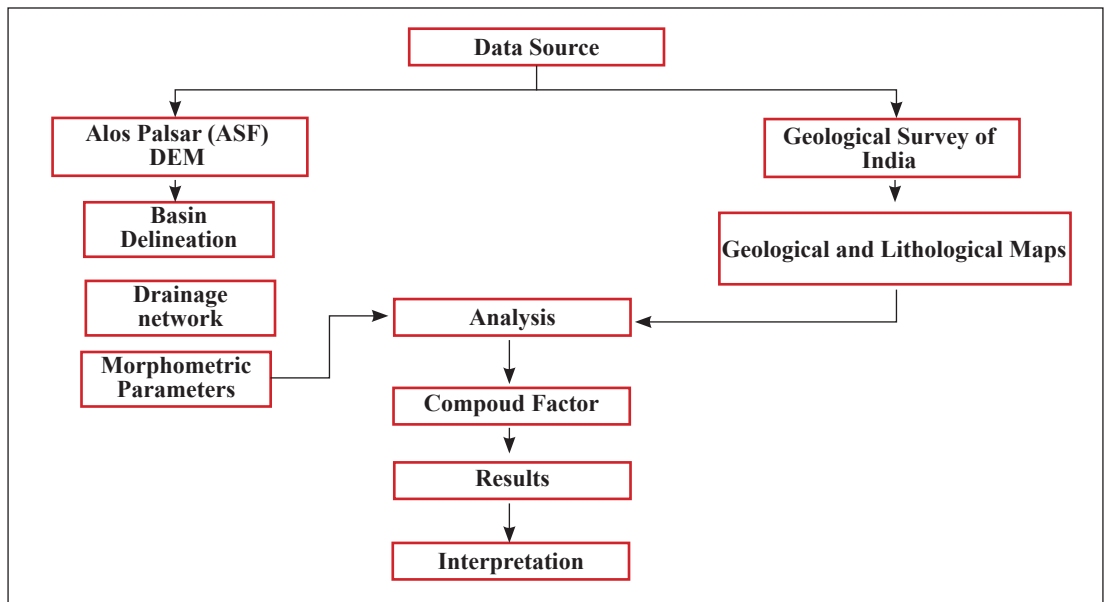 Data Source
Alos Palsar (ASF)
DEM
Geological Survey of
India
Basin
Delineation
Geological and Lithological Maps
Drainage
network
Analysis
Morphometric
Parameters
Compoud Factor
Results
Interpretation